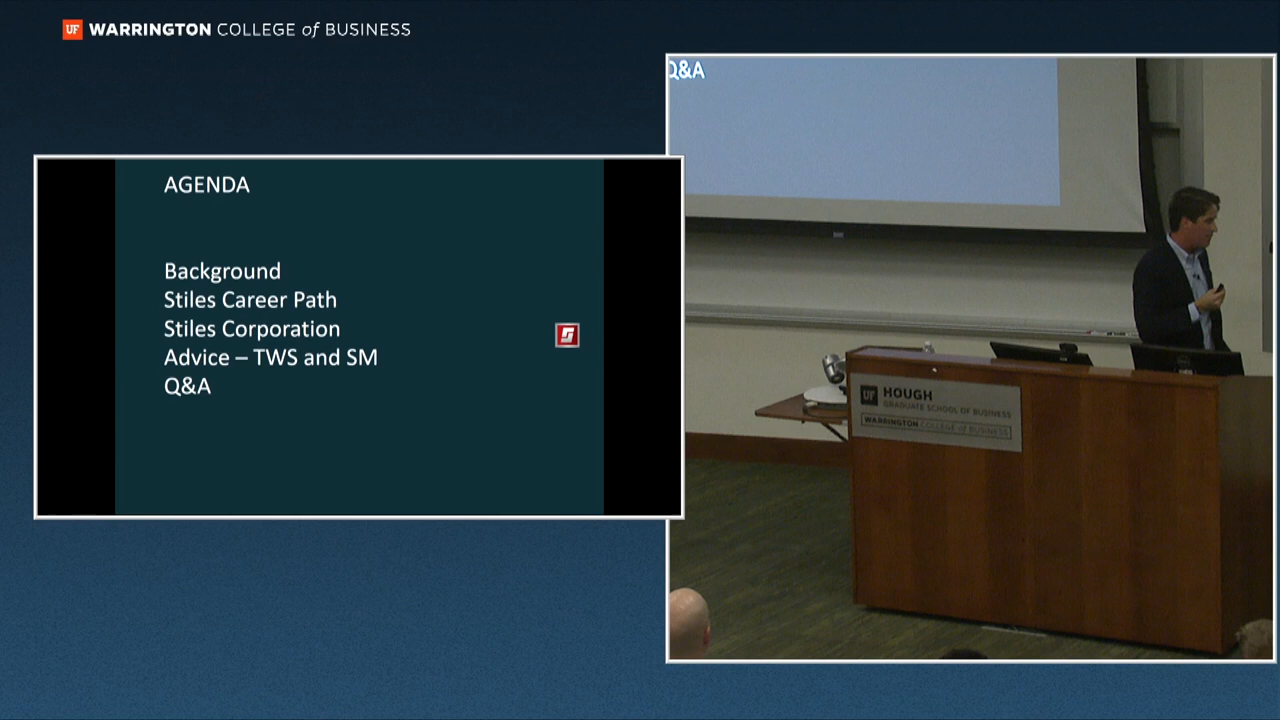 UF WARRINGTON COLLEGE of BUSINESS
Q&A
AGENDA
Background
Stiles Career Path
Stiles Corporation
Advice – TWS and SM
Q&A
S
UF HOUGH
GRADUATE SCHOOL OF BUSINESS
WARRINGTON COLLEGE of BUSINESS